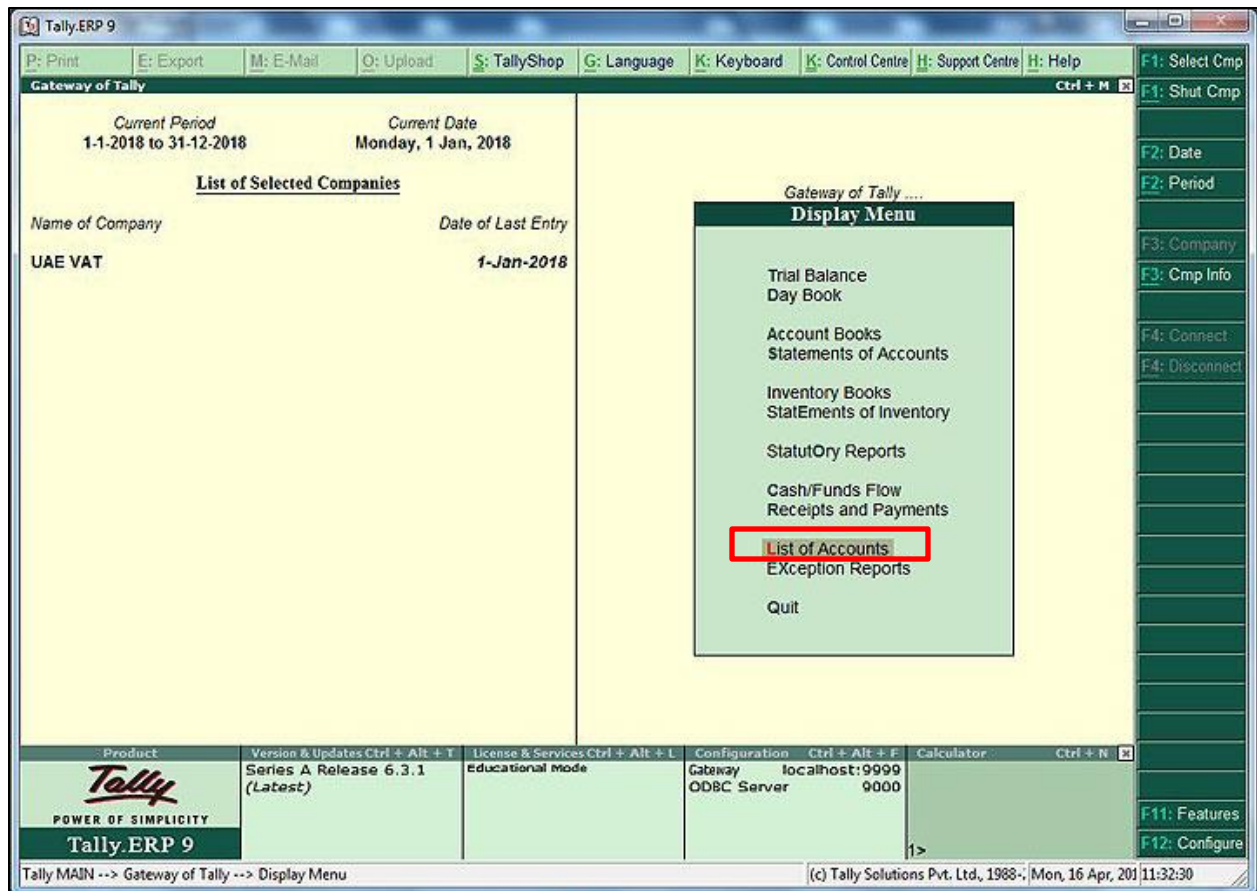 Tally.ERP 9
P: Print E: Export M: E-Mail O: Upload S: TallyShop G: Language K: Keyboard K: Control Centre H: Support Centre H: Help
Gateway of Tally Ctrl + M
Current Period Current Date
1-1-2018 to 31-12-2018 Monday, 1 Jan, 2018
List of Selected Companies
Name of Company Date of Last Entry
UAE VAT 1-Jan-2018
Gateway of Tally ....
Display Menu
Trial Balance
Day Book
Account Books
Statements of Accounts
Inventory Books
StatEments of Inventory
StatutOry Reports
Cash/Funds Flow
Receipts and Payments
List of Accounts
EXception Reports
Quit
F1: Select Cmp
F1: Shut Cmp
F2: Date
F2: Period
F3: Company
F3: Cmp Info
F4: Connect
F4: Disconnect
F11: Features
F12: Configure
Product
Tally
POWER OF SIMPLICITY
Tally.ERP 9
Version & Updates Ctrl + Alt + T
Series A Release 6.3.1
(Latest)
License & Services Ctrl + Alt + L
Educational Mode
Configuration Ctrl + Alt + F
Gateway localhost:9999
ODBC Server 9000
Calculator Ctrl + N
1>
Tally MAIN --> Gateway of Tally --> Display Menu (c) Tally Solutions Pvt. Ltd., 1988-: Mon, 16 Apr, 201 11:32:30